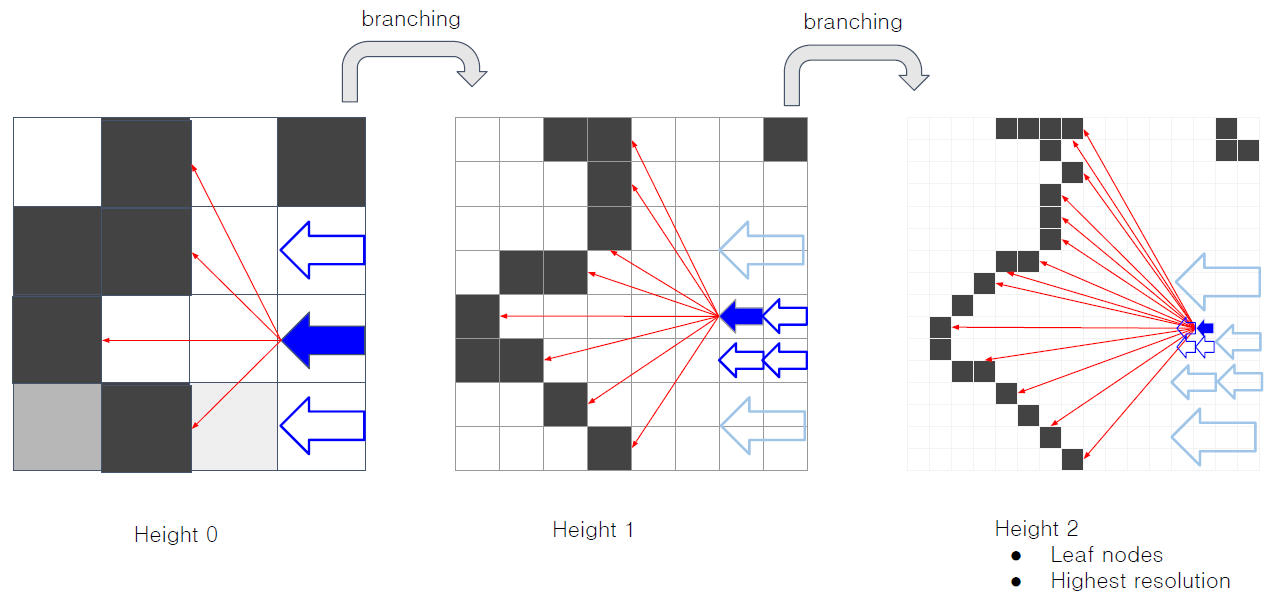 branching
branching
Height 0
Height 1
Height 2
● Leaf nodes
● Highest resolution